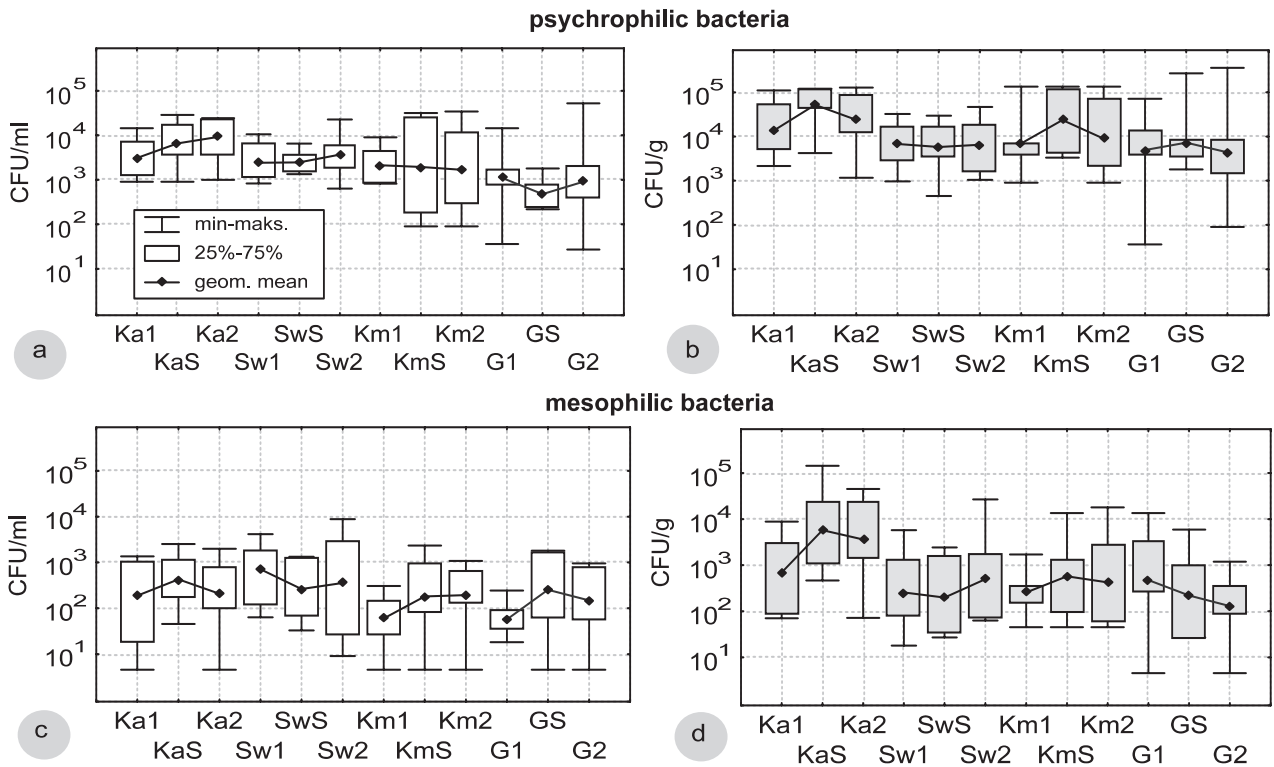 psychrophilic bacteria
CFU/ml
10^5
10^4
10^3
10^2
10^1
min-maks.
25%-75%
geom. mean
Ka1 Ka2 SwS Km1 Km2 GS
KaS Sw1 Sw2 KmS G1 G2
a
CFU/g
10^5
10^4
10^3
10^2
10^1
Ka1 Ka2 SwS Km1 Km2 GS
KaS Sw1 Sw2 KmS G1 G2
b
mesophilic bacteria
CFU/ml
10^5
10^4
10^3
10^2
10^1
Ka1 Ka2 SwS Km1 Km2 GS
KaS Sw1 Sw2 KmS G1 G2
c
CFU/g
10^5
10^4
10^3
10^2
10^1
Ka1 Ka2 SwS Km1 Km2 GS
KaS Sw1 Sw2 KmS G1 G2
d